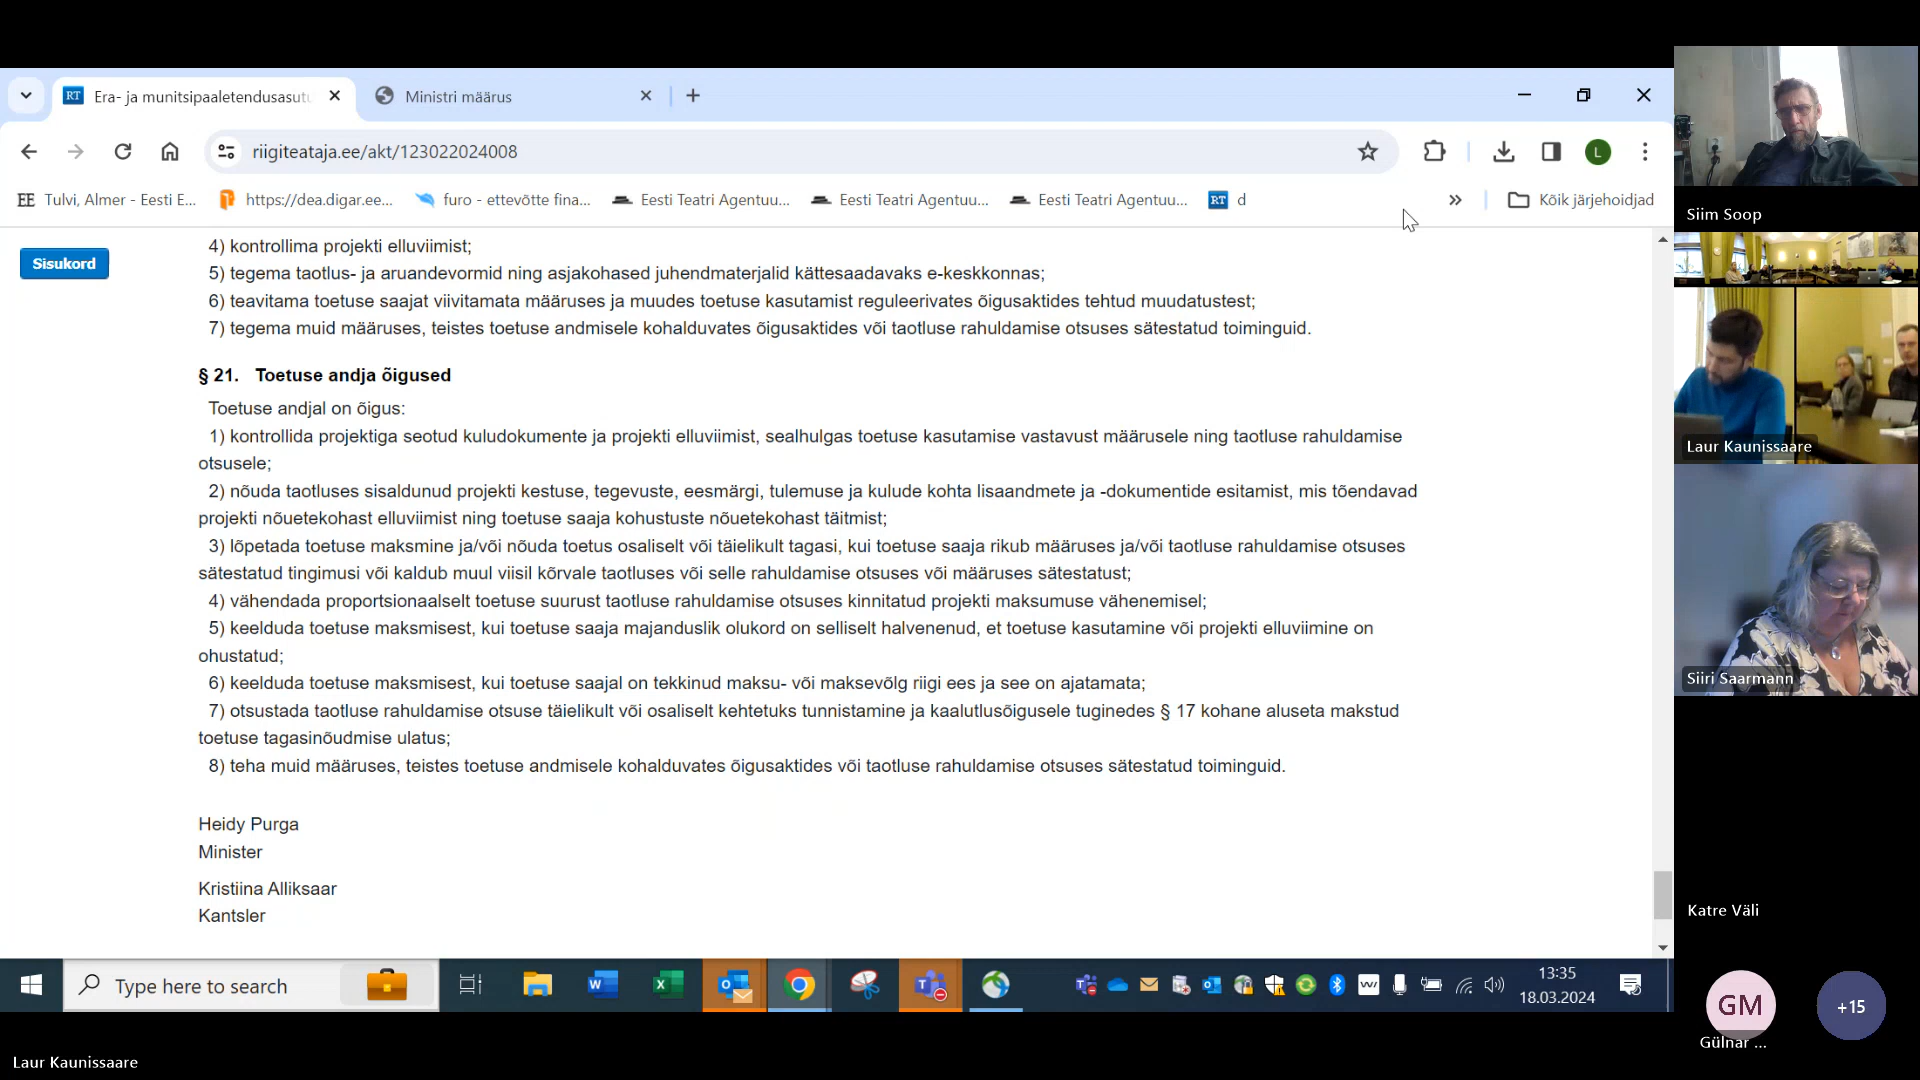 Era- ja munitsipaaletendusasutu
Ministri määrus
riigiteataja.ee/akt/123022024008
L
EE Tulvi, Almer - Eesti E...
https://dea.digar.ee...
furo - ettevõtte fina...
Eesti Teatri Agentuu...
Eesti Teatri Agentuu...
Eesti Teatri Agentuu...
RT d
Kõik järjehoidjad
Sisukord
4) kontrollima projekti elluviimist;
5) tegema taotlus- ja aruandevormid ning asjakohased juhendmaterjalid kättesaadavaks e-keskkonnas;
6) teavitama toetuse saajat viivitamata määruses ja muudes toetuse kasutamist reguleerivates õigusaktides tehtud muudatustest;
7) tegema muid määruses, teistes toetuse andmisele kohalduvates õigusaktides või taotluse rahuldamise otsuses sätestatud toiminguid.
§ 21. Toetuse andja õigused
Toetuse andjal on õigus:
1) kontrollida projektiga seotud kuludokumente ja projekti elluviimist, sealhulgas toetuse kasutamise vastavust määrusele ning taotluse rahuldamise
otsusele;
2) nõuda taotluses sisaldunud projekti kestuse, tegevuste, eesmärgi, tulemuse ja kulude kohta lisaandmete ja -dokumentide esitamist, mis tõendavad
projekti nõuetekohast elluviimist ning toetuse saaja kohustuste nõuetekohast täitmist;
3) lõpetada toetuse maksmine ja/või nõuda toetus osaliselt või täielikult tagasi, kui toetuse saaja rikub määruses ja/või taotluse rahuldamise otsuses
sätestatud tingimusi või kaldub muul viisil kõrvale taotluses või selle rahuldamise otsuses või määruses sätestatust;
4) vähendada proportsionaalselt toetuse suurust taotluse rahuldamise otsuses kinnitatud projekti maksumuse vähenemisel;
5) keelduda toetuse maksmisest, kui toetuse saaja majanduslik olukord on selliselt halvenenud, et toetuse kasutamine või projekti elluviimine on
ohustatud;
6) keelduda toetuse maksmisest, kui toetuse saajal on tekkinud maksu- või maksevõlg riigi ees ja see on ajatamata;
7) otsustada taotluse rahuldamise otsuse täielikult või osaliselt kehtetuks tunnistamine ja kaalutlusõigusele tuginedes § 17 kohane aluseta makstud
toetuse tagasinõudmise ulatus;
8) teha muid määruses, teistes toetuse andmisele kohalduvates õigusaktides või taotluse rahuldamise otsuses sätestatud toiminguid.
Heidy Purga
Minister
Kristiina Alliksaar
Kantsler
Type here to search
13:35
18.03.2024
Laur Kaunissaare
Siim Soop
Laur Kaunissaare
Siiri Saarmann
Katre Väli
GM
+15
Gülnar ...